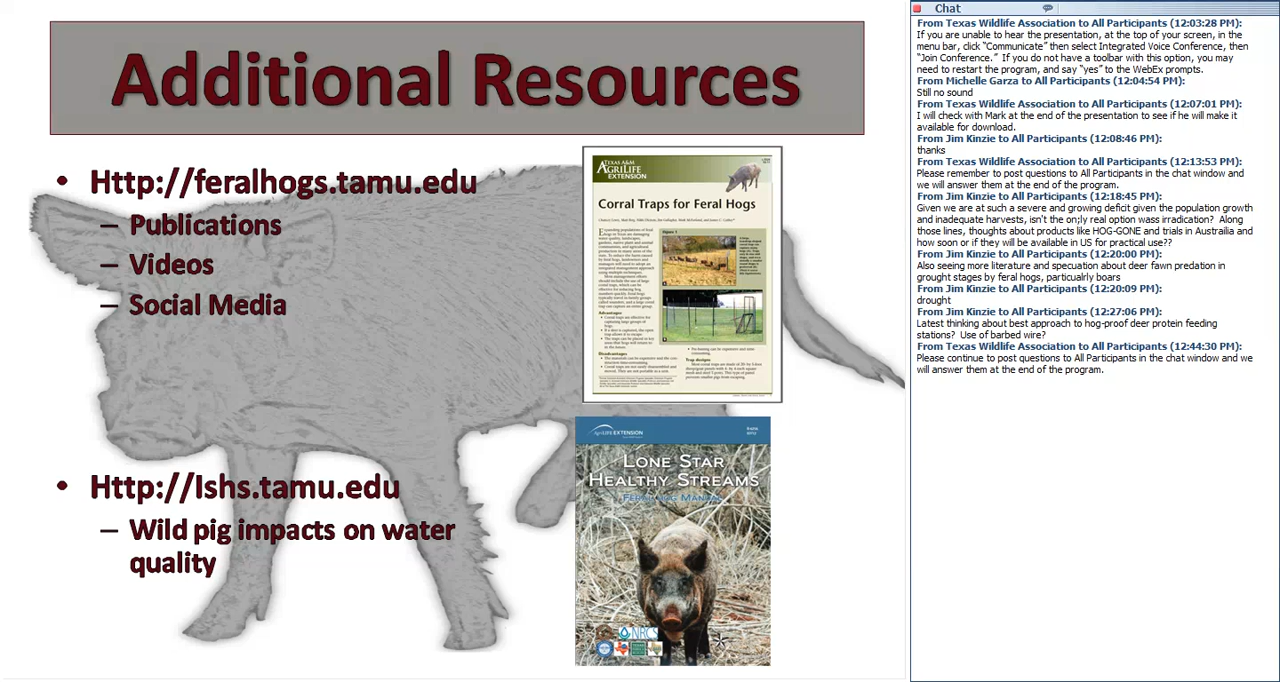 Additional Resources
• Http://feralhogs.tamu.edu
– Publications
– Videos
– Social Media
• Http://lshs.tamu.edu
– Wild pig impacts on water
quality
TEXAS A&M
AGRILIFE
EXTENSION
Corral Traps for Feral Hogs
Figure 1
Advantages
Disadvantages
Trap designs
AGRILIFE EXTENSION
LONE STAR
HEALTHY STREAMS
FERAL HOG MANUAL
NRCS
Chat
From Texas Wildlife Association to All Participants (12:03:28 PM):
If you are unable to hear the presentation, at the top of your screen, in the
menu bar, click "Communicate" then select Integrated Voice Conference, then
"Join Conference." If you do not have a toolbar with this option, you may
need to restart the program, and say "yes" to the WebEx prompts.
From Michelle Garza to All Participants (12:04:54 PM):
Still no sound
From Texas Wildlife Association to All Participants (12:07:01 PM):
I will check with Mark at the end of the presentation to see if he will make it
available for download.
From Jim Kinzie to All Participants (12:08:46 PM):
thanks
From Texas Wildlife Association to All Participants (12:13:53 PM):
Please remember to post questions to All Participants in the chat window and
we will answer them at the end of the program.
From Jim Kinzie to All Participants (12:18:45 PM):
Given we are at such a severe and growing deficit given the population growth
and inadequate harvests, isn't the only real option wass irradication? Along
those lines, thoughts about products like HOG-GONE and trials in Austrailia and
how soon or if they will be available in US for practical use??
From Jim Kinzie to All Participants (12:20:00 PM):
Also seeing more literature and specuation about deer fawn predation in
grought stages by feral hogs, particualrly boars
From Jim Kinzie to All Participants (12:20:09 PM):
drought
From Jim Kinzie to All Participants (12:27:06 PM):
Latest thinking about best approach to hog-proof deer protein feeding
stations? Use of barbed wire?
From Texas Wildlife Association to All Participants (12:44:30 PM):
Please continue to post questions to All Participants in the chat window and we
will answer them at the end of the program.